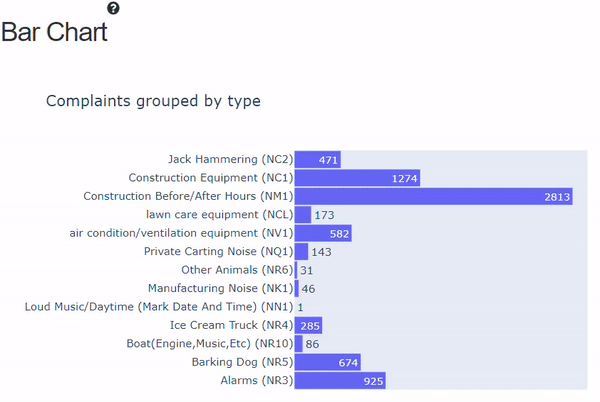 ?
Bar Chart
Complaints grouped by type
Jack Hammering (NC2) 471
Construction Equipment (NC1) 1274
Construction Before/After Hours (NM1) 2813
lawn care equipment (NCL) 173
air condition/ventilation equipment (NV1) 582
Private Carting Noise (NQ1) 143
Other Animals (NR6) 31
Manufacturing Noise (NK1) 46
Loud Music/Daytime (Mark Date And Time) (NN1) 1
Ice Cream Truck (NR4) 285
Boat(Engine,Music,Etc) (NR10) 86
Barking Dog (NR5) 674
Alarms (NR3) 925